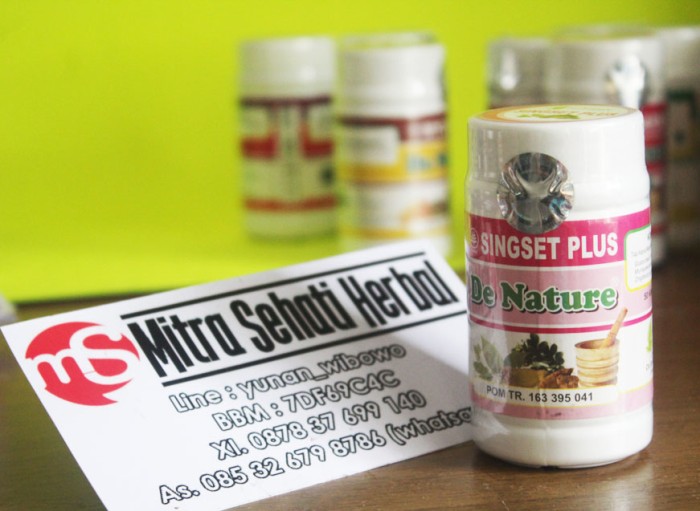 SINGSET PLUS
De Nature
POM TR. 163 395 041
mS
Mitra Sehati Herbal
Line : yunan_wibowo
BBM : 7DF69C4C
Xl. 0878 37 699 140
As. 085 32 679 8786 (whatsa